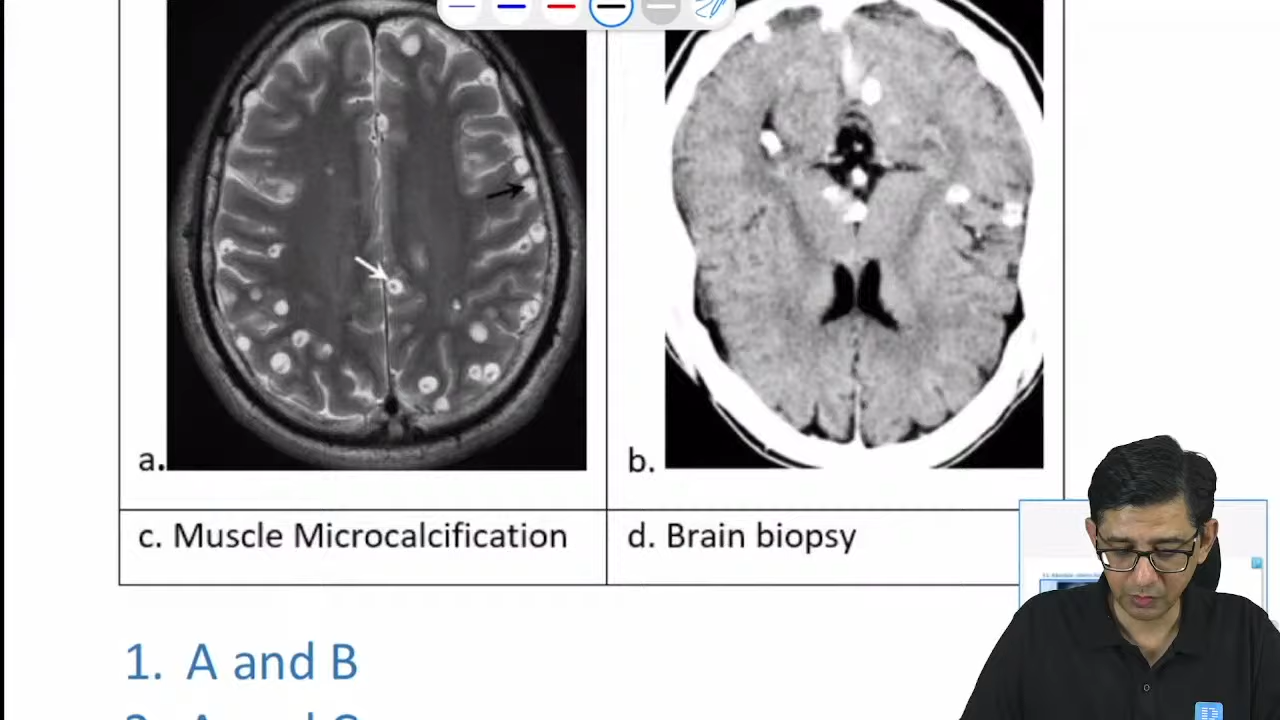 a.
b.
c. Muscle Microcalcification
d. Brain biopsy
1. A and B